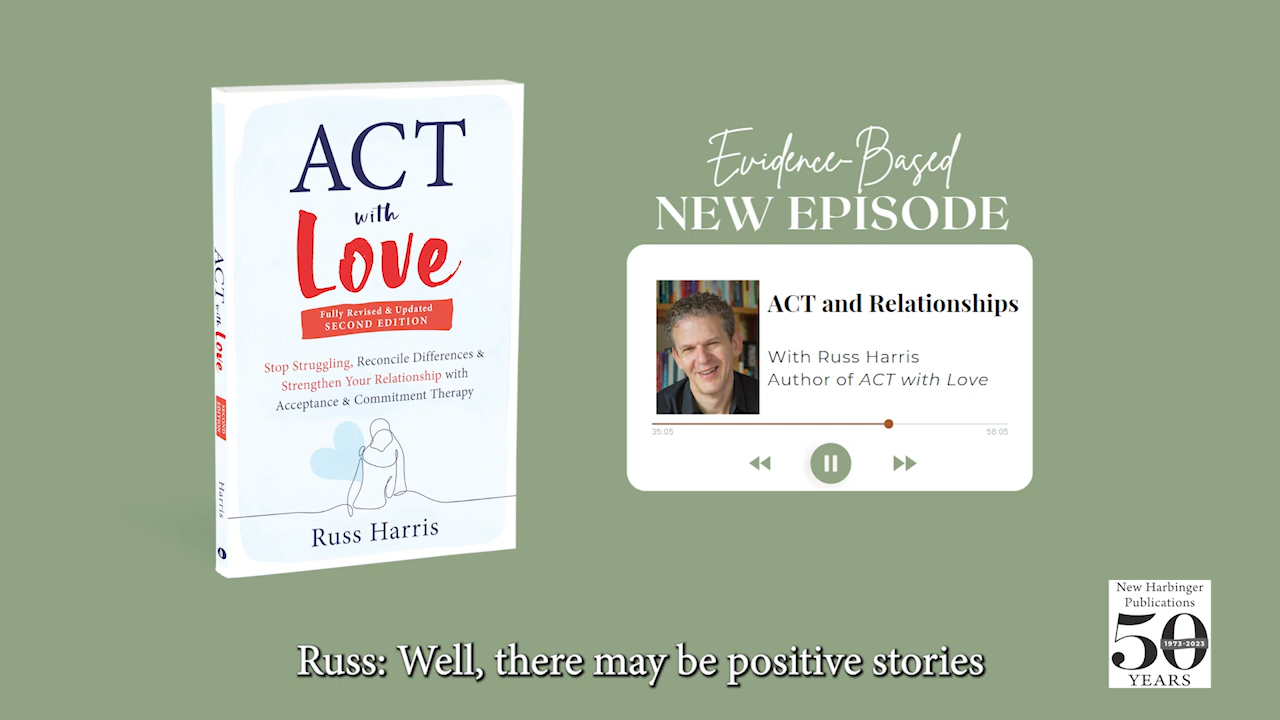 ACT
with
Love
Fully Revised & Updated
SECOND EDITION
Stop Struggling, Reconcile Differences &
Strengthen Your Relationship with
Acceptance & Commitment Therapy
Russ Harris
ACT with Love
SECOND EDITION
Harris
Evidence-Based
NEW EPISODE
ACT and Relationships
With Russ Harris
Author of ACT with Love
35:05
58:05
New Harbinger
Publications
50
1973-2023
YEARS
Russ: Well, there may be positive stories